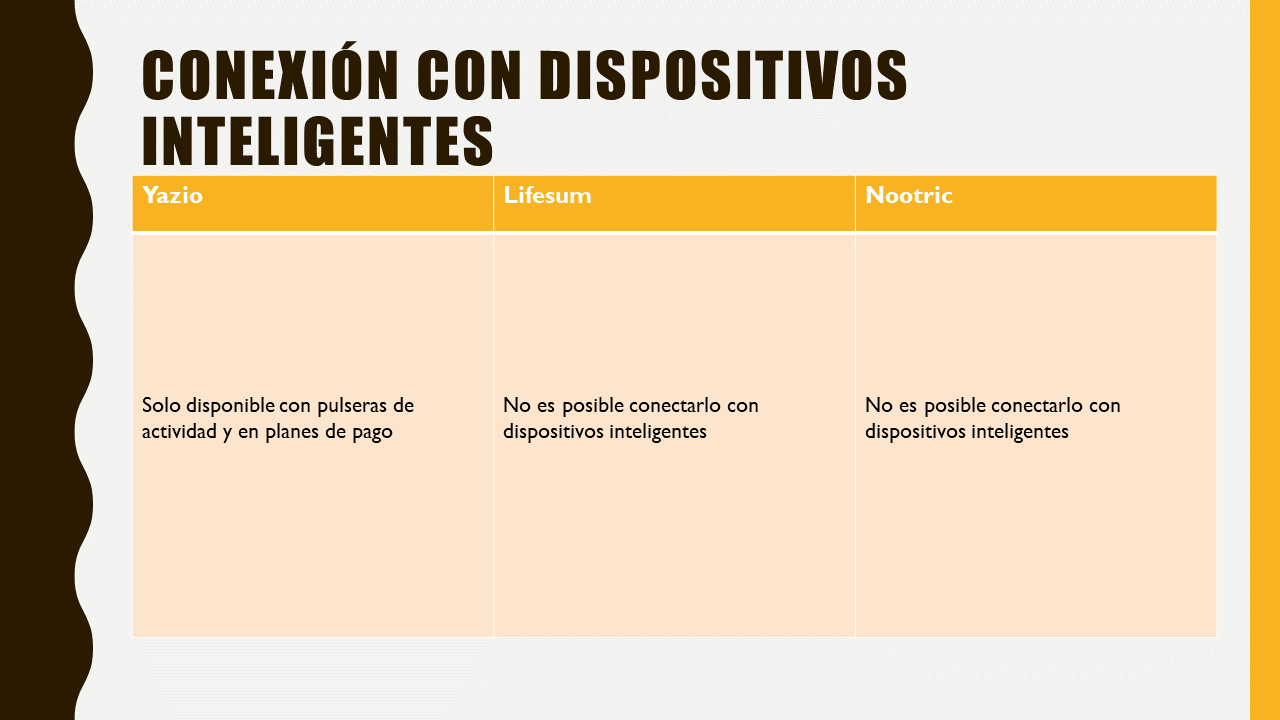 CONEXIÓN CON DISPOSITIVOS
INTELIGENTES
Yazio
Lifesum
Nootric
Solo disponible con pulseras de
actividad y en planes de pago
No es posible conectarlo con
dispositivos inteligentes
No es posible conectarlo con
dispositivos inteligentes